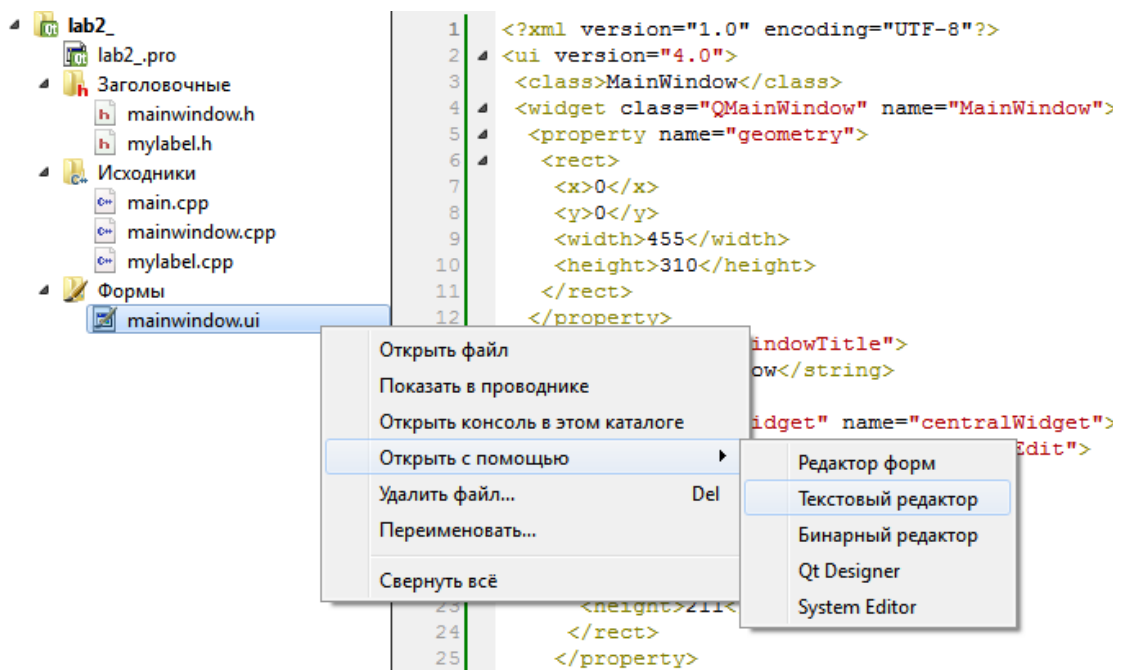 lab2_
lab2_.pro
Заголовочные
mainwindow.h
mylabel.h
Исходники
main.cpp
mainwindow.cpp
mylabel.cpp
Формы
mainwindow.ui
1 <?xml version="1.0" encoding="UTF-8"?>
2 <ui version="4.0">
3 <class>MainWindow</class>
4 <widget class="QMainWindow" name="MainWindow">
5 <property name="geometry">
6 <rect>
7 <x>0</x>
8 <y>0</y>
9 <width>455</width>
10 <height>310</height>
11 </rect>
12 </property>
indowTitle">
ow</string>
idget" name="centralWidget">
Edit">
Открыть файл
Показать в проводнике
Открыть консоль в этом каталоге
Открыть с помощью
Удалить файл... Del
Переименовать...
Свернуть всё
Редактор форм
Текстовый редактор
Бинарный редактор
Qt Designer
System Editor
23 <height>211<
24 </rect>
25 </property>